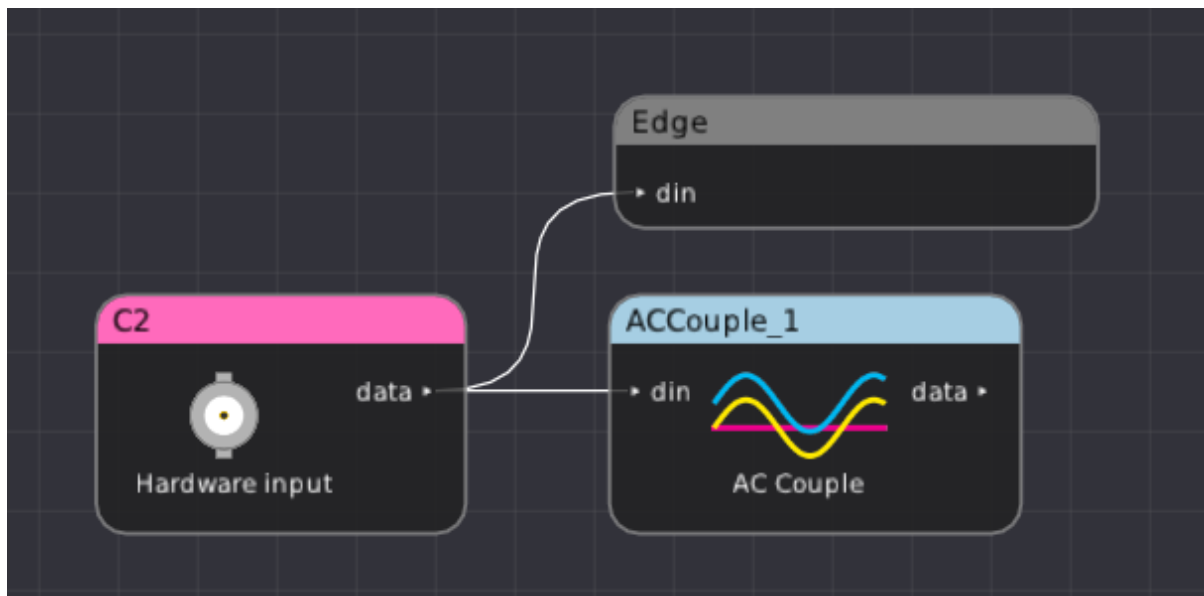 Edge
din
C2
data
Hardware input
ACCouple_1
din
data
AC Couple